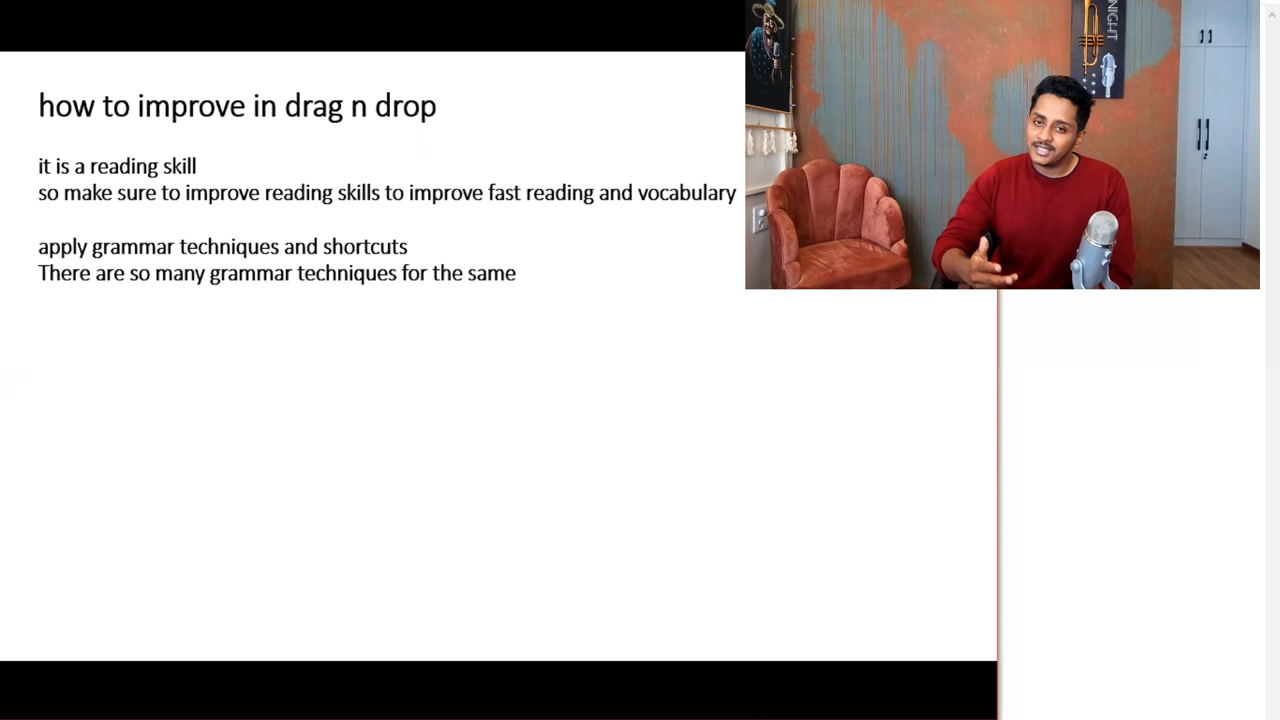 how to improve in drag n drop
it is a reading skill
so make sure to improve reading skills to improve fast reading and vocabulary
apply grammar techniques and shortcuts
There are so many grammar techniques for the same
NIGHT